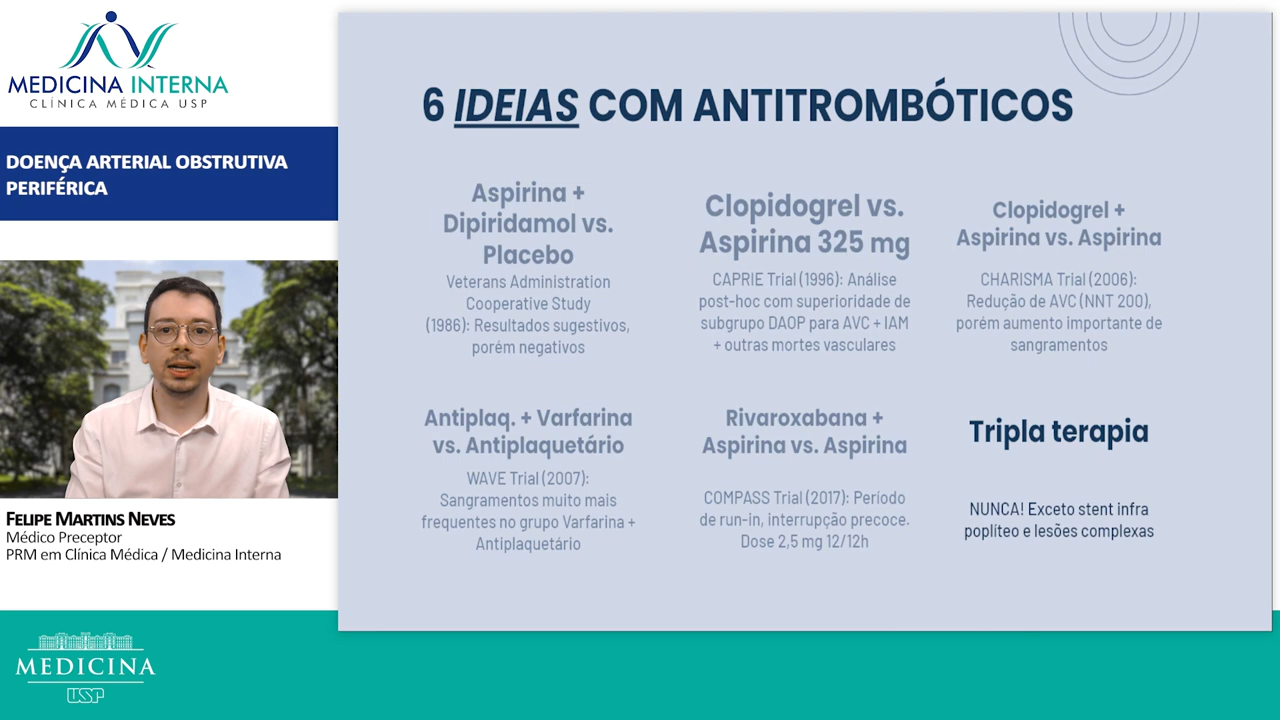 MEDICINA INTERNA
CLÍNICA MÉDICA USP
DOENÇA ARTERIAL OBSTRUTIVA
PERIFÉRICA
FELIPE MARTINS NEVES
Médico Preceptor
PRM em Clínica Médica / Medicina Interna
MEDICINA
USP
6 IDEIAS COM ANTITROMBÓTICOS
Aspirina +
Dipiridamol vs.
Placebo
Veterans Administration
Cooperative Study
(1986): Resultados sugestivos,
porém negativos
Clopidogrel vs.
Aspirina 325 mg
CAPRIE Trial (1996): Análise
post-hoc com superioridade de
subgrupo DAOP para AVC + IAM
+ outras mortes vasculares
Clopidogrel +
Aspirina vs. Aspirina
CHARISMA Trial (2006):
Redução de AVC (NNT 200),
porém aumento importante de
sangramentos
Antiplaq. + Varfarina
vs. Antiplaquetário
WAVE Trial (2007):
Sangramentos muito mais
frequentes no grupo Varfarina +
Antiplaquetário
Rivaroxabana +
Aspirina vs. Aspirina
COMPASS Trial (2017): Período
de run-in, interrupção precoce.
Dose 2,5 mg 12/12h
Tripla terapia
NUNCA! Exceto stent infra
poplíteo e lesões complexas